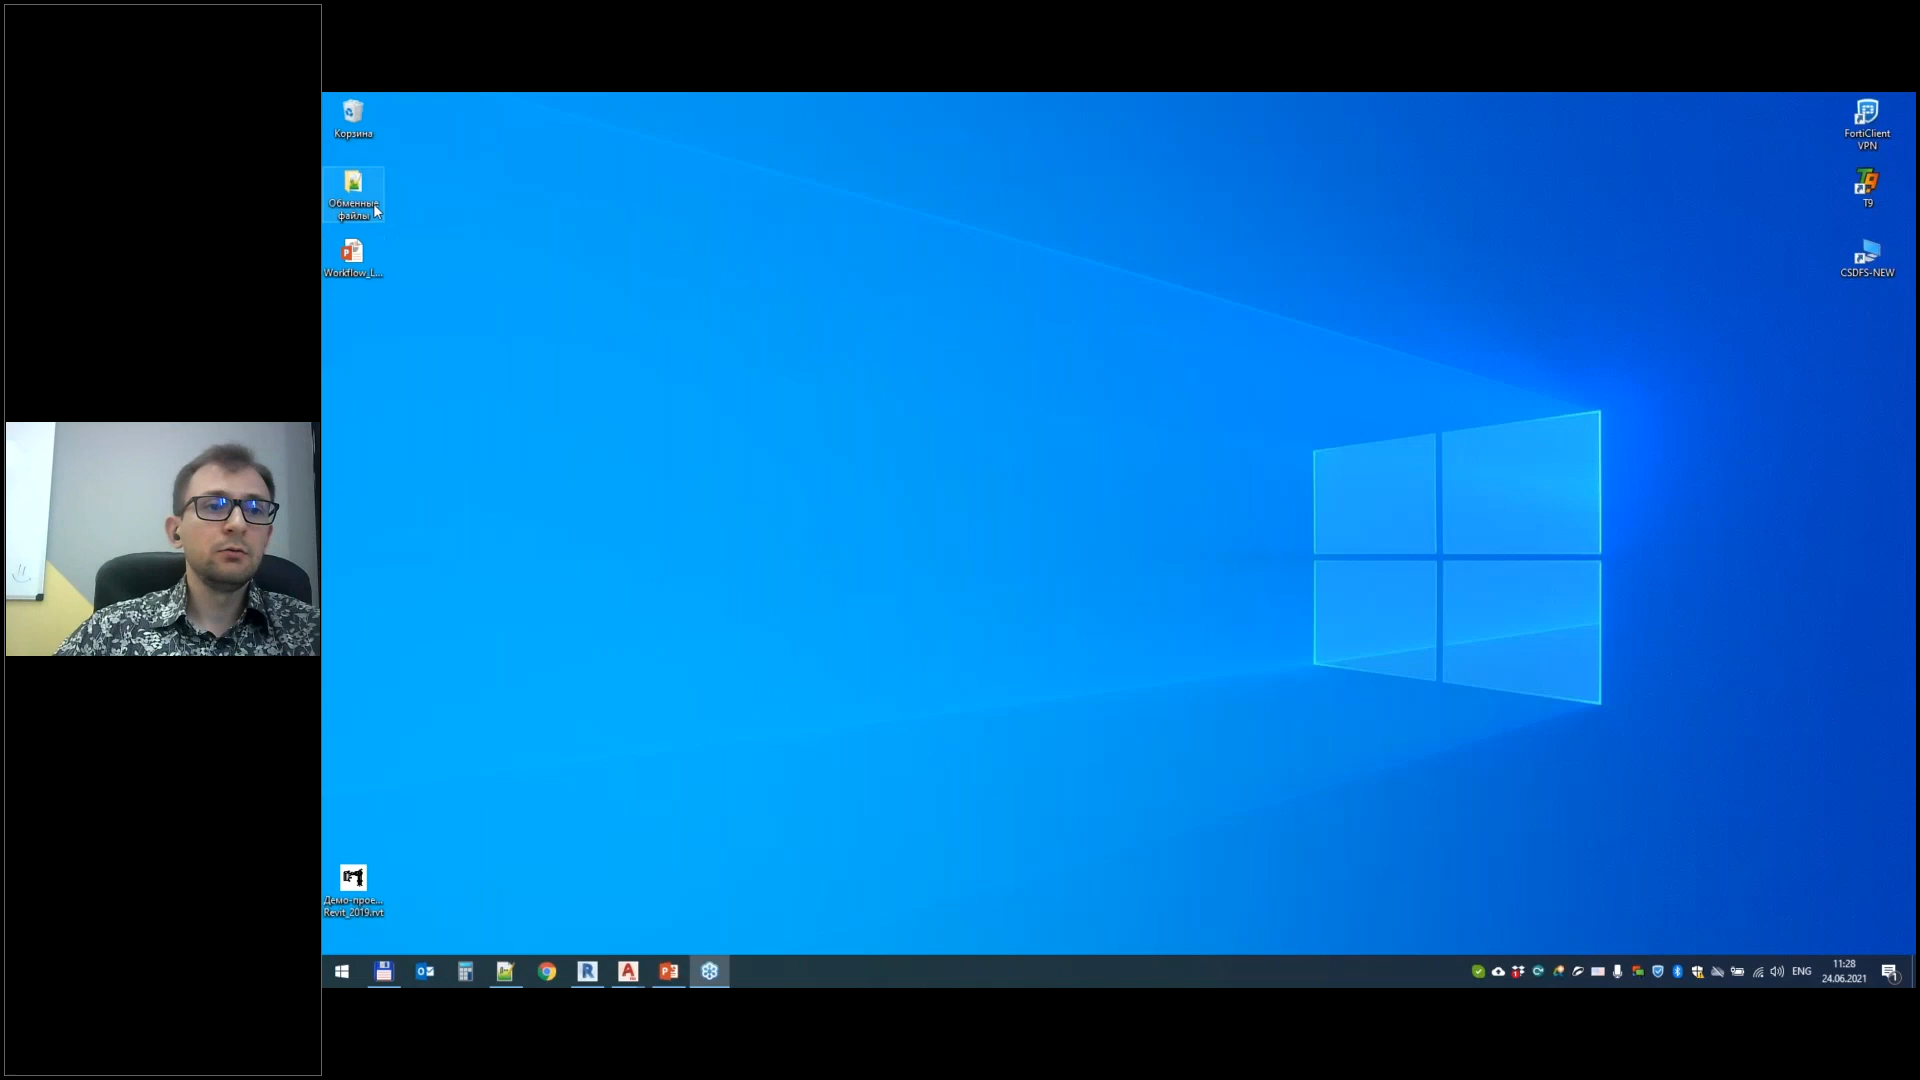 Корзина
Обменные
файлы
Workflow_L...
Демо-прое...
Revit_2019.rvt
FortiClient
VPN
T9
CSDFS-NEW
ENG
11:28
24.06.2021
1